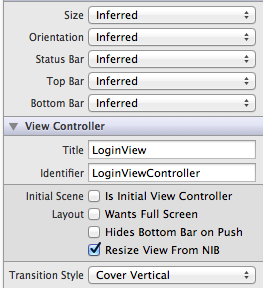 Size Inferred
Orientation Inferred
Status Bar Inferred
Top Bar Inferred
Bottom Bar Inferred
View Controller
Title LoginView
Identifier LoginViewController
Initial Scene Is Initial View Controller
Layout Wants Full Screen
Hides Bottom Bar on Push
Resize View From NIB
Transition Style Cover Vertical